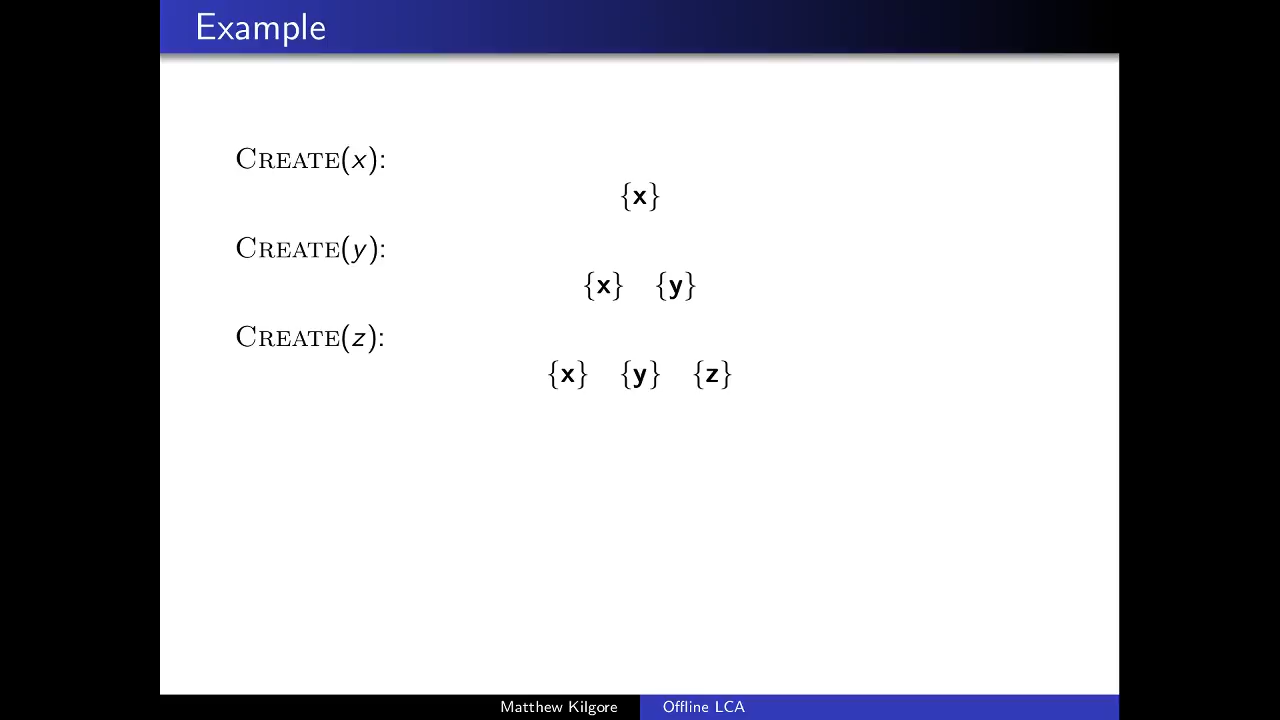 Example
CREATE(x):
{x}
CREATE(y):
{x} {y}
CREATE(z):
{x} {y} {z}
Matthew Kilgore Offline LCA